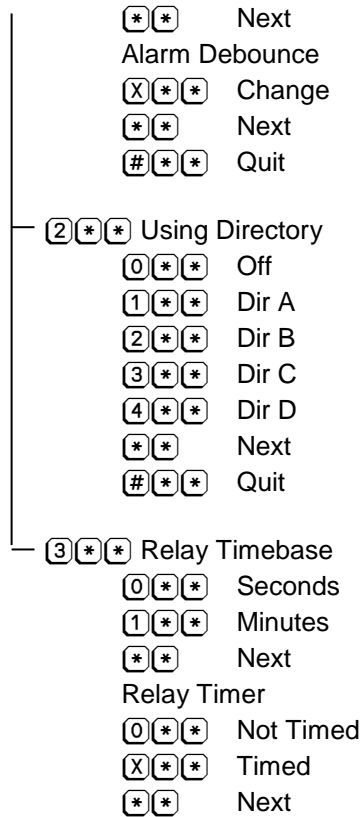 ** Next
Alarm Debounce
X** Change
** Next
#** Quit
2** Using Directory
0** Off
1** Dir A
2** Dir B
3** Dir C
4** Dir D
** Next
#** Quit
3** Relay Timebase
0** Seconds
1** Minutes
** Next
Relay Timer
0** Not Timed
X** Timed
** Next